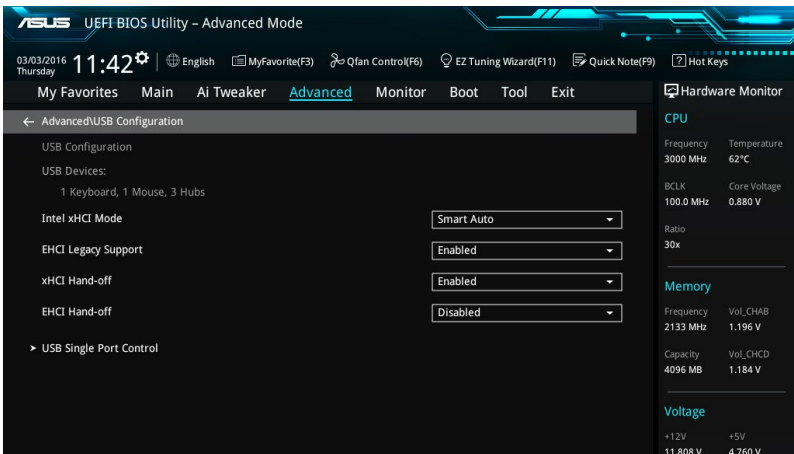 ASUS UEFI BIOS Utility – Advanced Mode
03/03/2016 Thursday 11:42 English MyFavorite(F3) Qfan Control(F6) EZ Tuning Wizard(F11) Quick Note(F9) ? Hot Keys
My Favorites Main Ai Tweaker Advanced Monitor Boot Tool Exit
Hardware Monitor
← Advanced\USB Configuration
USB Configuration
USB Devices:
1 Keyboard, 1 Mouse, 3 Hubs
Intel xHCI Mode Smart Auto
EHCI Legacy Support Enabled
xHCI Hand-off Enabled
EHCI Hand-off Disabled
> USB Single Port Control
CPU
Frequency Temperature
3000 MHz 62°C
BCLK Core Voltage
100.0 MHz 0.880 V
Ratio
30x
Memory
Frequency Vol_CHAB
2133 MHz 1.196 V
Capacity Vol_CHCD
4096 MB 1.184 V
Voltage
+12V +5V
11.808 V 4.760 V